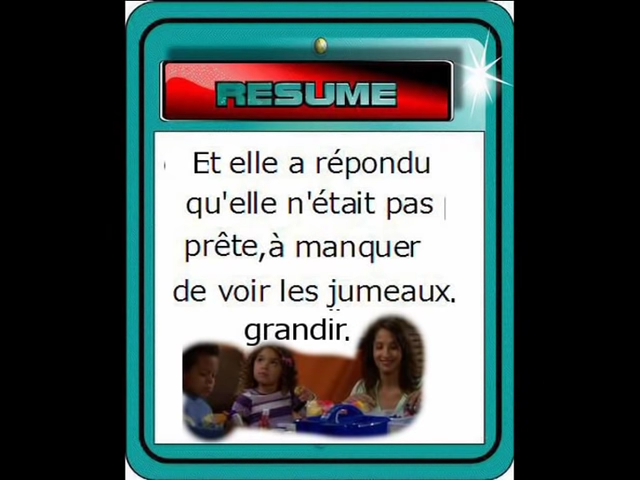 RESUME
Et elle a répondu
qu'elle n'était pas
prête,à manquer
de voir les jumeaux.
grandir.